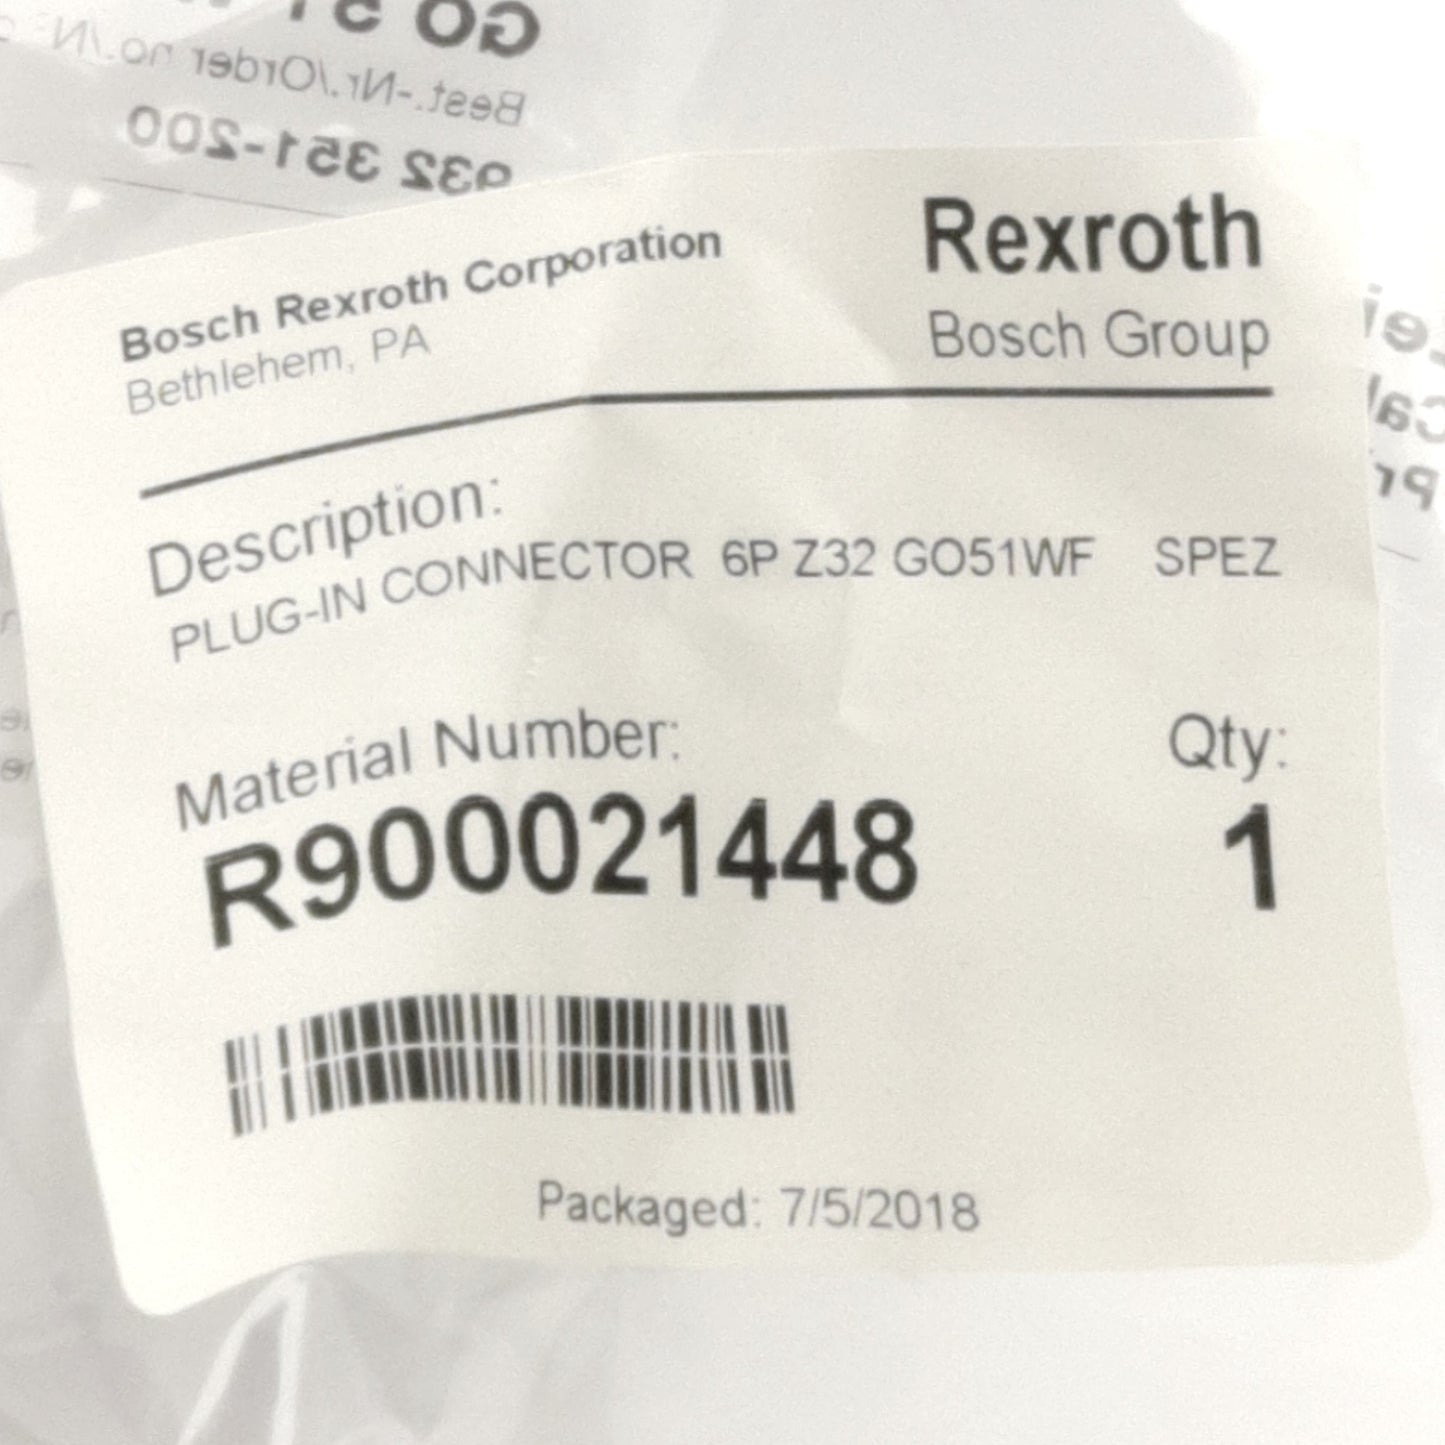 GO 51
Best.-Nr./Order no./N
932 351-200
Bosch Rexroth Corporation
Bethlehem, PA
Rexroth
Bosch Group
Description:
PLUG-IN CONNECTOR 6P Z32 GO51WF SPEZ
Material Number:
R900021448
Qty:
1
Packaged: 7/5/2018